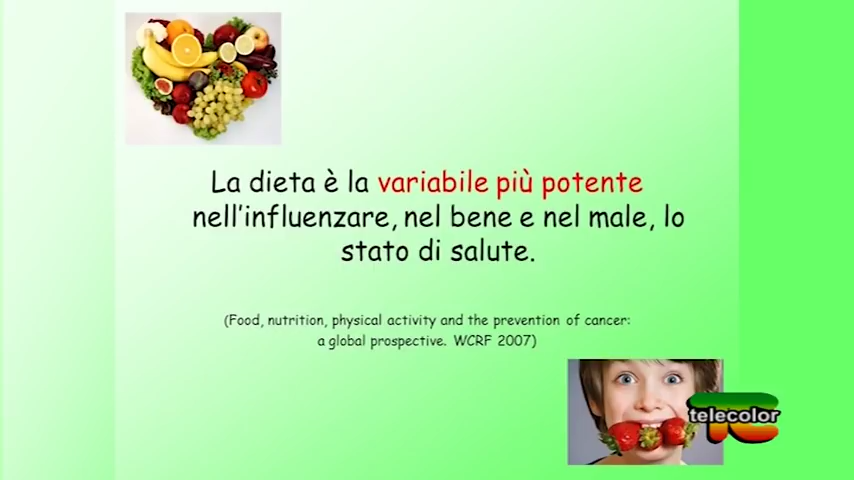 La dieta è la variabile più potente
nell'influenzare, nel bene e nel male, lo
stato di salute.
(Food, nutrition, physical activity and the prevention of cancer:
a global prospective. WCRF 2007)
telecolor